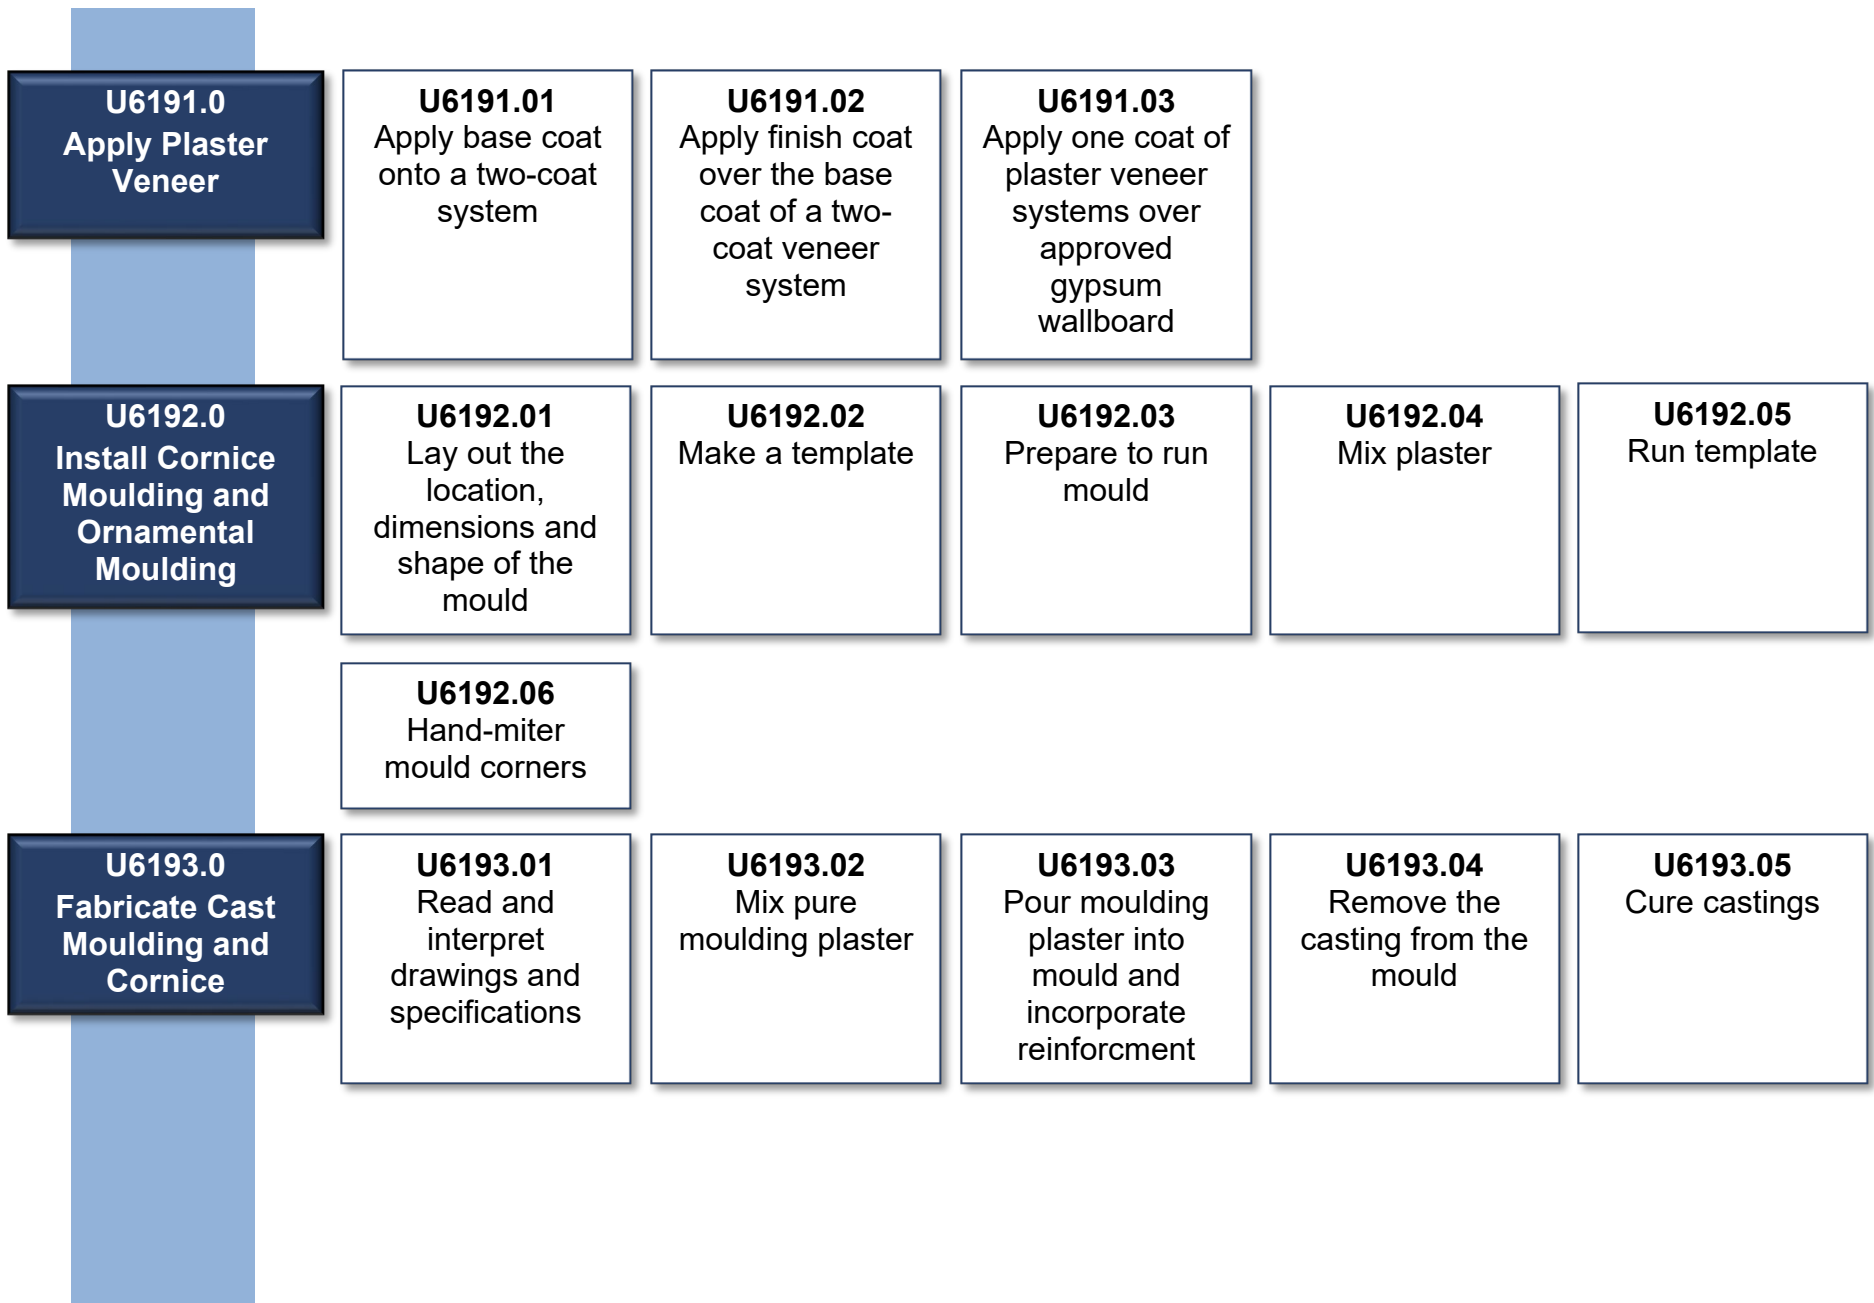 U6191.0
Apply Plaster
Veneer
U6191.01
Apply base coat
onto a two-coat
system
U6191.02
Apply finish coat
over the base
coat of a two-
coat veneer
system
U6191.03
Apply one coat of
plaster veneer
systems over
approved
gypsum
wallboard
U6192.0
Install Cornice
Moulding and
Ornamental
Moulding
U6192.01
Lay out the
location,
dimensions and
shape of the
mould
U6192.02
Make a template
U6192.03
Prepare to run
mould
U6192.04
Mix plaster
U6192.05
Run template
U6192.06
Hand-miter
mould corners
U6193.0
Fabricate Cast
Moulding and
Cornice
U6193.01
Read and
interpret
drawings and
specifications
U6193.02
Mix pure
moulding plaster
U6193.03
Pour moulding
plaster into
mould and
incorporate
reinforcment
U6193.04
Remove the
casting from the
mould
U6193.05
Cure castings